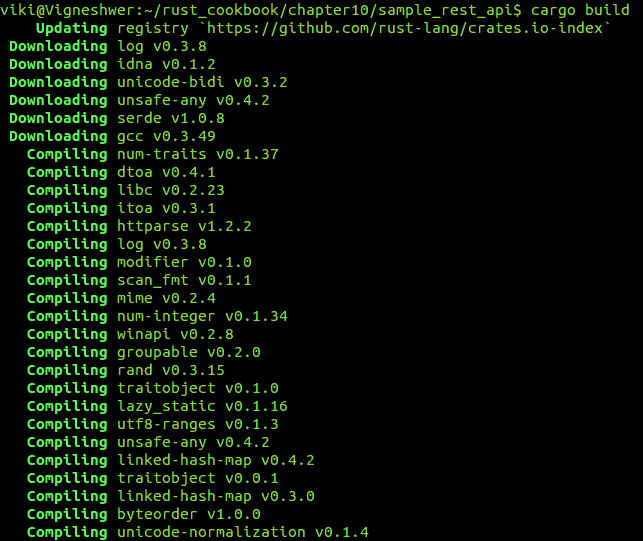 viki@Vigneshwer:~/rust_cookbook/chapter10/sample_rest_api$ cargo build
Updating registry `https://github.com/rust-lang/crates.io-index`
Downloading log v0.3.8
Downloading idna v0.1.2
Downloading unicode-bidi v0.3.2
Downloading unsafe-any v0.4.2
Downloading serde v1.0.8
Downloading gcc v0.3.49
Compiling num-traits v0.1.37
Compiling dtoa v0.4.1
Compiling libc v0.2.23
Compiling itoa v0.3.1
Compiling httparse v1.2.2
Compiling log v0.3.8
Compiling modifier v0.1.0
Compiling scan_fmt v0.1.1
Compiling mime v0.2.4
Compiling num-integer v0.1.34
Compiling winapi v0.2.8
Compiling groupable v0.2.0
Compiling rand v0.3.15
Compiling traitobject v0.1.0
Compiling lazy_static v0.1.16
Compiling utf8-ranges v0.1.3
Compiling unsafe-any v0.4.2
Compiling linked-hash-map v0.4.2
Compiling traitobject v0.0.1
Compiling linked-hash-map v0.3.0
Compiling byteorder v1.0.0
Compiling unicode-normalization v0.1.4